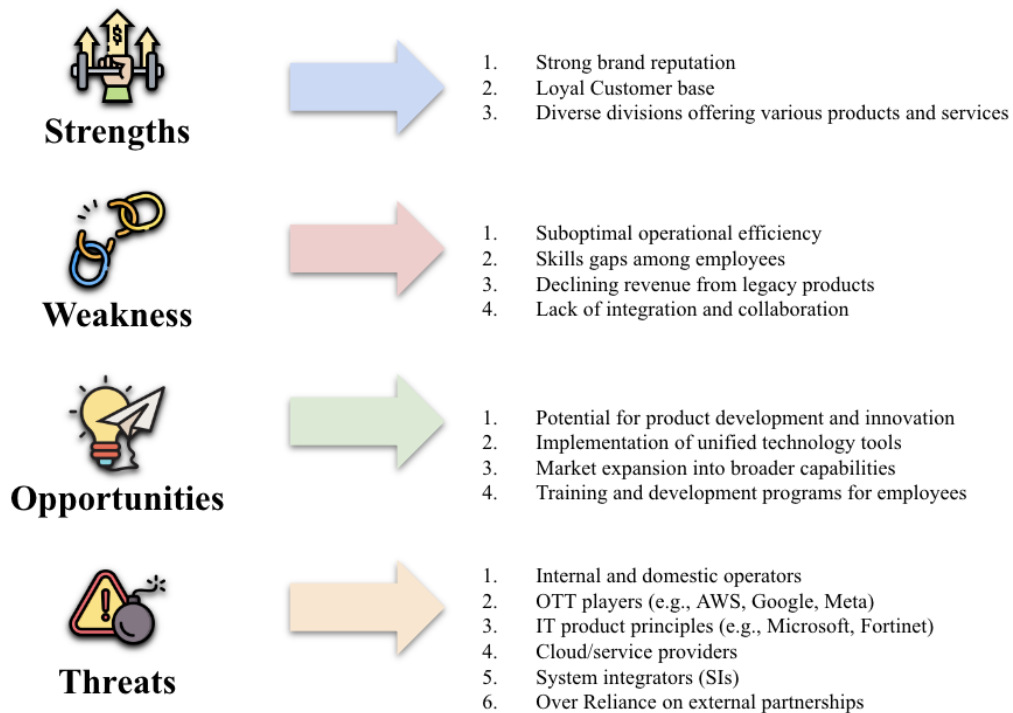 $
Strengths
1. Strong brand reputation
2. Loyal Customer base
3. Diverse divisions offering various products and services
Weakness
1. Suboptimal operational efficiency
2. Skills gaps among employees
3. Declining revenue from legacy products
4. Lack of integration and collaboration
Opportunities
1. Potential for product development and innovation
2. Implementation of unified technology tools
3. Market expansion into broader capabilities
4. Training and development programs for employees
!
Threats
1. Internal and domestic operators
2. OTT players (e.g., AWS, Google, Meta)
3. IT product principles (e.g., Microsoft, Fortinet)
4. Cloud/service providers
5. System integrators (SIs)
6. Over Reliance on external partnerships